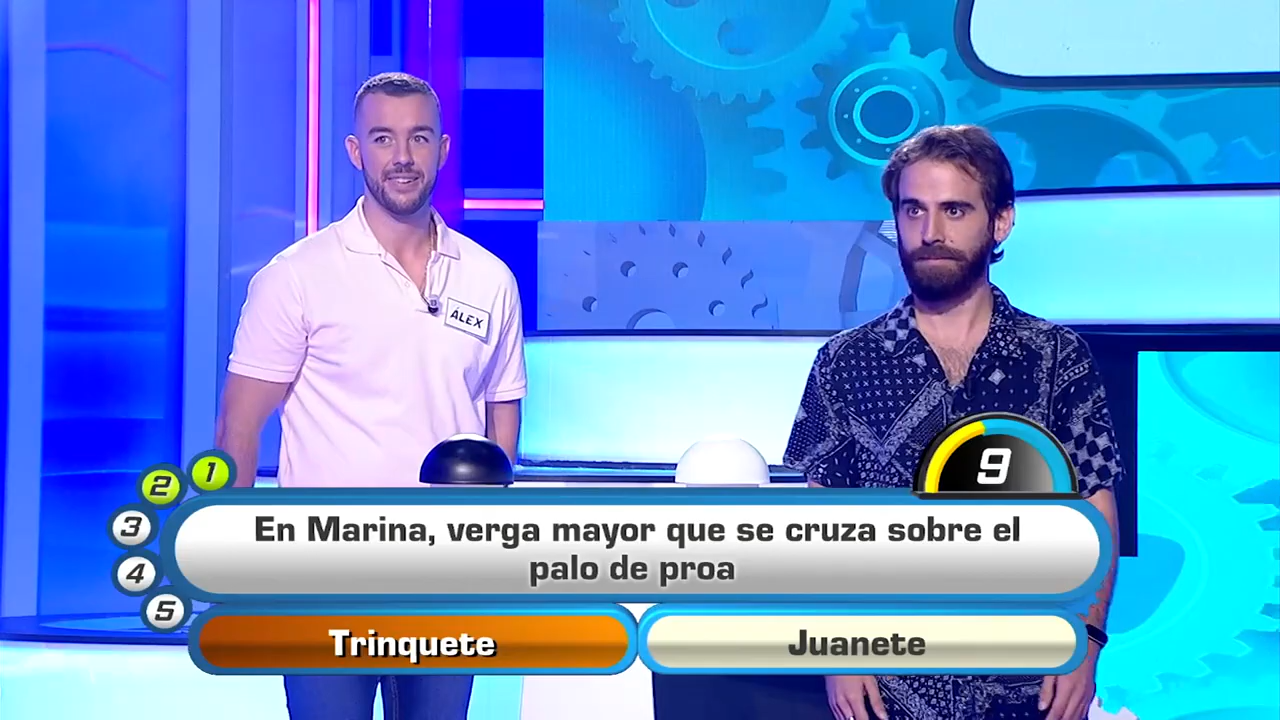 ÁLEX
9
1
2
3
4
5
En Marina, verga mayor que se cruza sobre el
palo de proa
Trinquete
Juanete